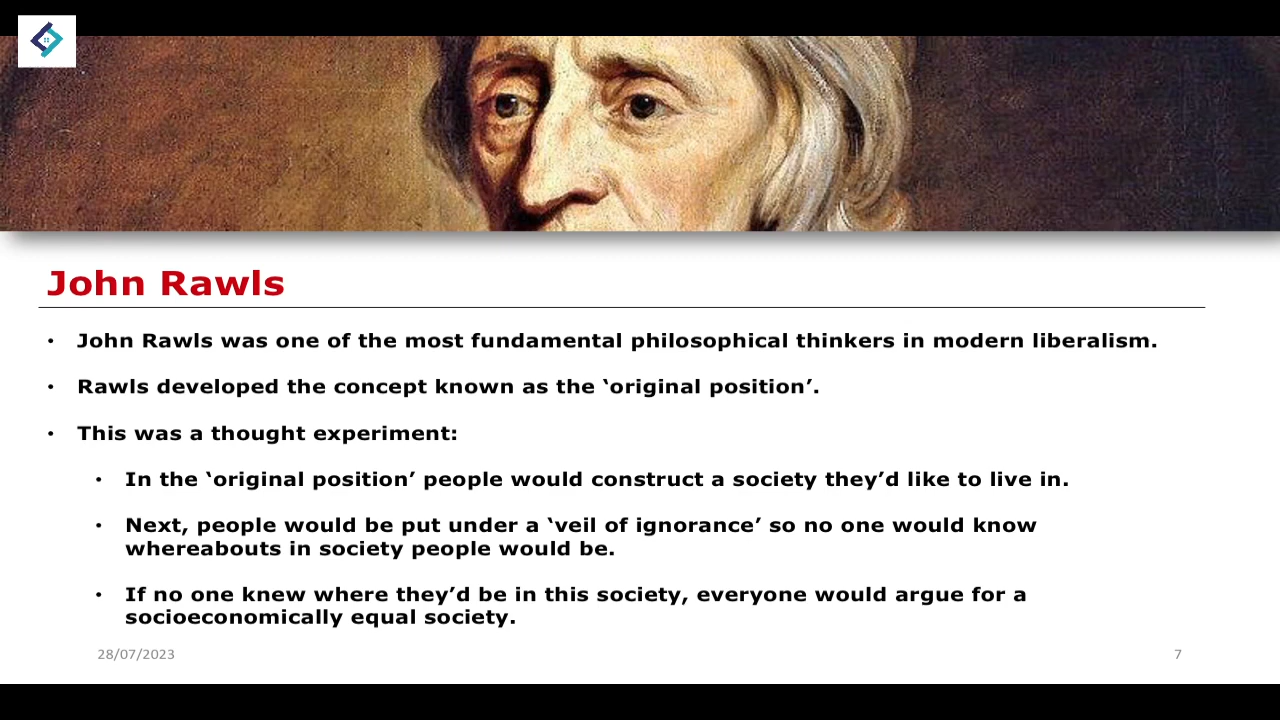 John Rawls
• John Rawls was one of the most fundamental philosophical thinkers in modern liberalism.
• Rawls developed the concept known as the ‘original position’.
• This was a thought experiment:
• In the ‘original position’ people would construct a society they’d like to live in.
• Next, people would be put under a ‘veil of ignorance’ so no one would know
whereabouts in society people would be.
• If no one knew where they’d be in this society, everyone would argue for a
socioeconomically equal society.
28/07/2023
7